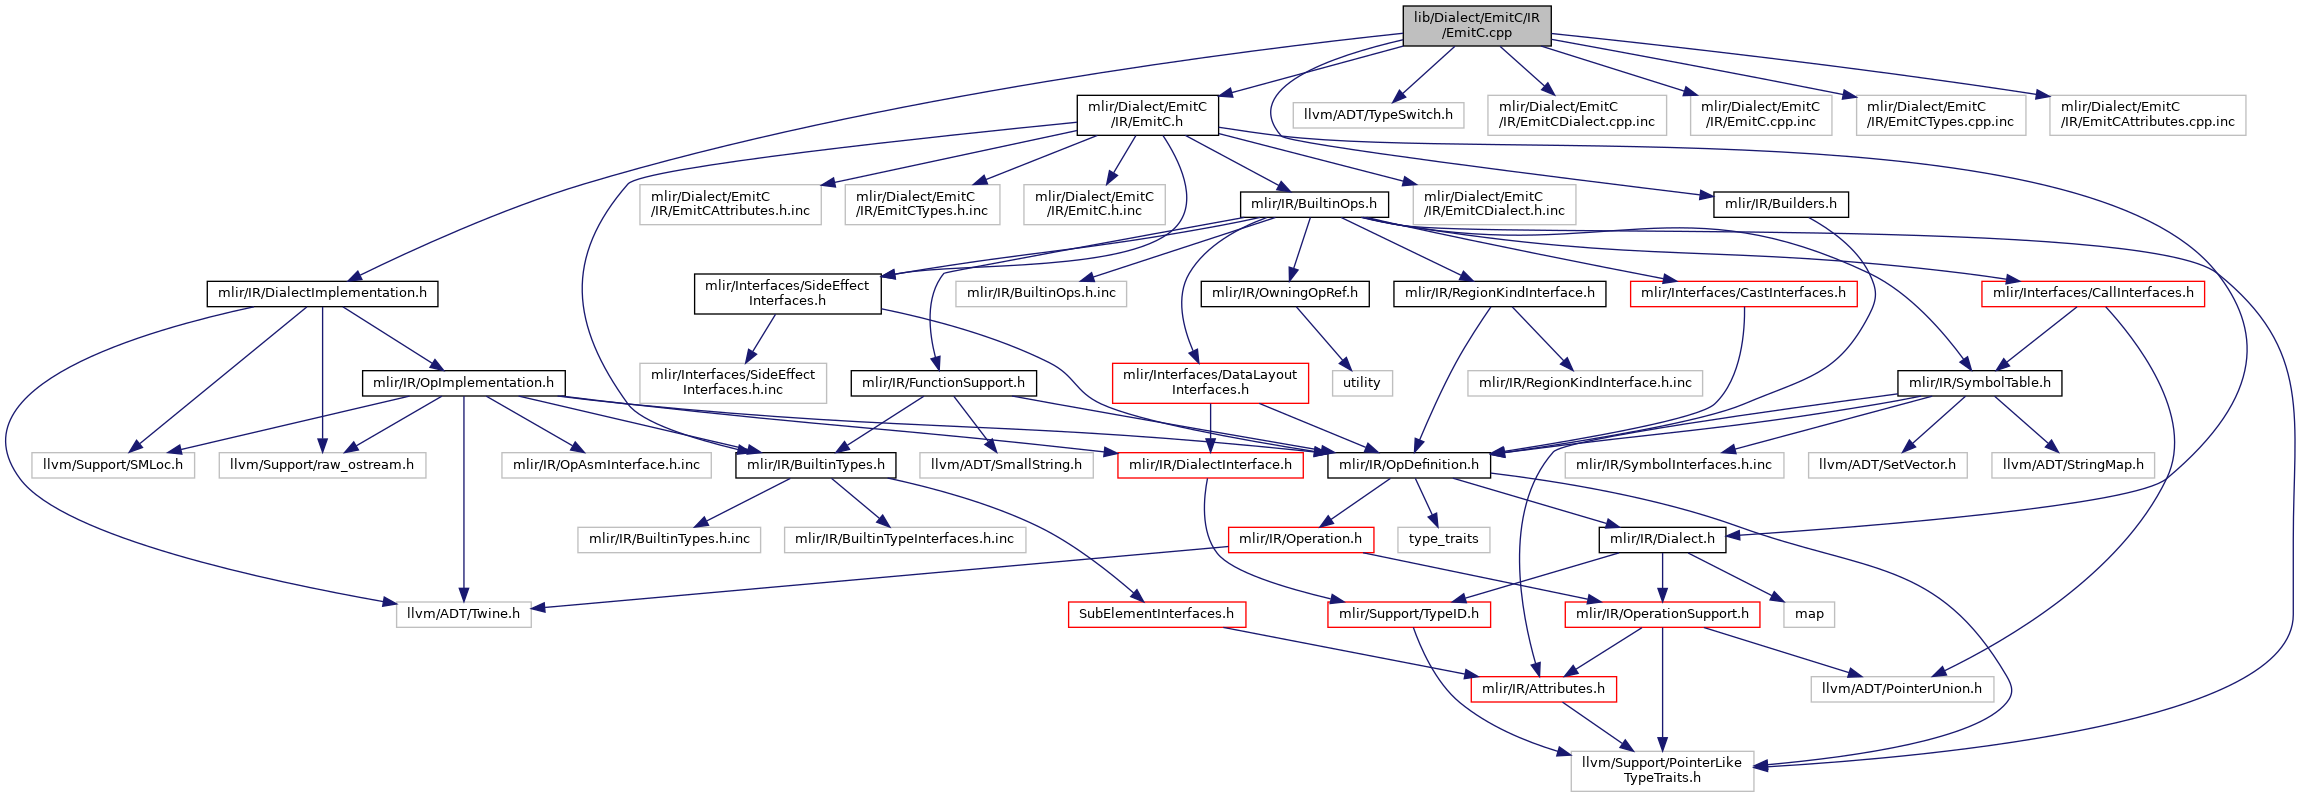 lib/Dialect/EmitC/IR
/EmitC.cpp
mlir/Dialect/EmitC
/IR/EmitC.h
llvm/ADT/TypeSwitch.h
mlir/Dialect/EmitC
/IR/EmitCDialect.cpp.inc
mlir/Dialect/EmitC
/IR/EmitC.cpp.inc
mlir/Dialect/EmitC
/IR/EmitCTypes.cpp.inc
mlir/Dialect/EmitC
/IR/EmitCAttributes.cpp.inc
mlir/Dialect/EmitC
/IR/EmitCAttributes.h.inc
mlir/Dialect/EmitC
/IR/EmitCTypes.h.inc
mlir/Dialect/EmitC
/IR/EmitC.h.inc
mlir/IR/BuiltinOps.h
mlir/Dialect/EmitC
/IR/EmitCDialect.h.inc
mlir/IR/Builders.h
mlir/IR/DialectImplementation.h
mlir/Interfaces/SideEffect
Interfaces.h
mlir/IR/BuiltinOps.h.inc
mlir/IR/OwningOpRef.h
mlir/IR/RegionKindInterface.h
mlir/Interfaces/CastInterfaces.h
mlir/Interfaces/CallInterfaces.h
mlir/IR/OpImplementation.h
mlir/Interfaces/SideEffect
Interfaces.h.inc
mlir/IR/FunctionSupport.h
mlir/Interfaces/DataLayout
Interfaces.h
utility
mlir/IR/RegionKindInterface.h.inc
mlir/IR/SymbolTable.h
llvm/Support/SMLoc.h
llvm/Support/raw_ostream.h
mlir/IR/OpAsmInterface.h.inc
mlir/IR/BuiltinTypes.h
llvm/ADT/SmallString.h
mlir/IR/DialectInterface.h
mlir/IR/OpDefinition.h
mlir/IR/SymbolInterfaces.h.inc
llvm/ADT/SetVector.h
llvm/ADT/StringMap.h
mlir/IR/BuiltinTypes.h.inc
mlir/IR/BuiltinTypeInterfaces.h.inc
mlir/IR/Operation.h
type_traits
mlir/IR/Dialect.h
llvm/ADT/Twine.h
SubElementInterfaces.h
mlir/Support/TypeID.h
mlir/IR/OperationSupport.h
map
mlir/IR/Attributes.h
llvm/ADT/PointerUnion.h
llvm/Support/PointerLike
TypeTraits.h